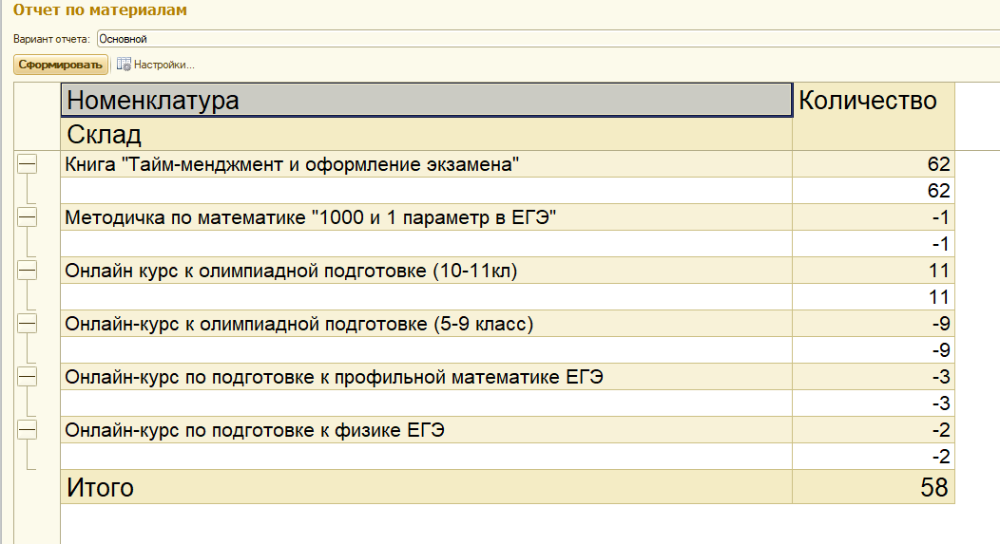 Отчет по материалам
Вариант отчета: Основной
Сформировать Настройки...
Номенклатура Количество
Склад
Книга "Тайм-менджмент и оформление экзамена" 62
62
Методичка по математике "1000 и 1 параметр в ЕГЭ" -1
-1
Онлайн курс к олимпиадной подготовке (10-11кл) 11
11
Онлайн-курс к олимпиадной подготовке (5-9 класс) -9
-9
Онлайн-курс по подготовке к профильной математике ЕГЭ -3
-3
Онлайн-курс по подготовке к физике ЕГЭ -2
-2
Итого 58